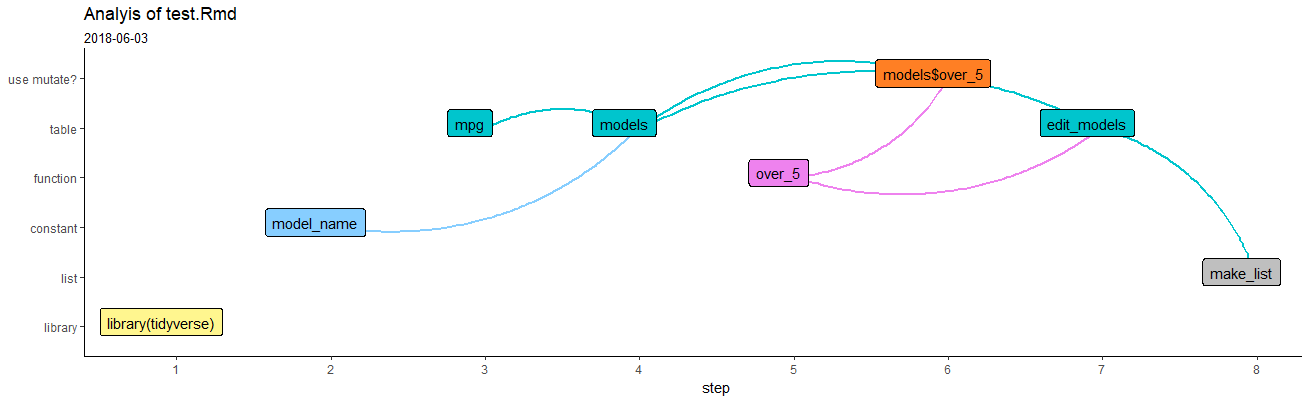 Analyis of test.Rmd
2018-06-03
use mutate?
models$over_5
table
mpg
models
edit_models
function
over_5
constant
model_name
list
make_list
library
library(tidyverse)
1 2 3 4 5 6 7 8
step